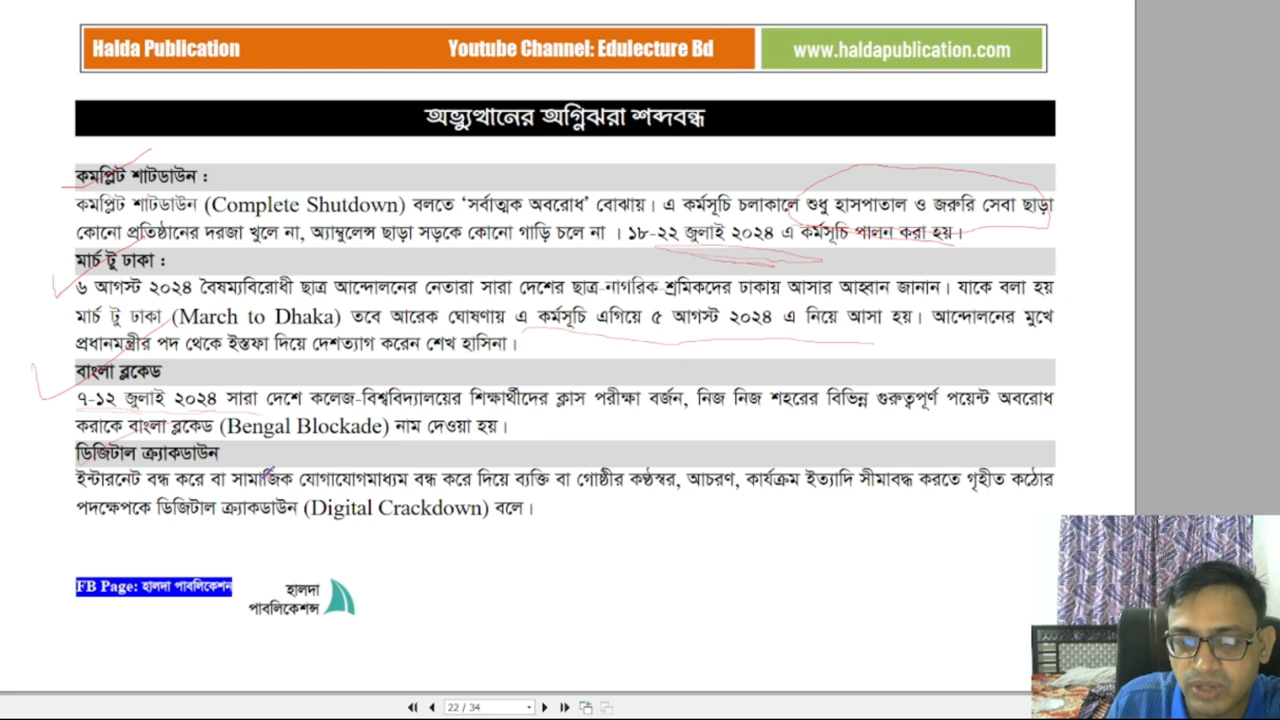 Halda Publication Youtube Channel: Edulecture Bd www.haldapublication.com
অভ্যুত্থানের অগ্নিঝরা শব্দবন্ধ
কমপ্লিট শাটডাউন :
কমপ্লিট শাটডাউন (Complete Shutdown) বলতে ‘সর্বাত্মক অবরোধ’ বোঝায়। এ কর্মসূচি চলাকালে শুধু হাসপাতাল ও জরুরি সেবা ছাড়া
কোনো প্রতিষ্ঠানের দরজা খুলে না, অ্যাম্বুলেন্স ছাড়া সড়কে কোনো গাড়ি চলে না । ১৮-২২ জুলাই ২০২৪ এ কর্মসূচি পালন করা হয়।
মার্চ টু ঢাকা :
৬ আগস্ট ২০২৪ বৈষম্যবিরোধী ছাত্র আন্দোলনের নেতারা সারা দেশের ছাত্র-নাগরিক-শ্রমিকদের ঢাকায় আসার আহ্বান জানান। যাকে বলা হয়
মার্চ টু ঢাকা (March to Dhaka) তবে আরেক ঘোষণায় এ কর্মসূচি এগিয়ে ৫ আগস্ট ২০২৪ এ নিয়ে আসা হয়। আন্দোলনের মুখে
প্রধানমন্ত্রীর পদ থেকে ইস্তফা দিয়ে দেশত্যাগ করেন শেখ হাসিনা।
বাংলা ব্লকেড
৭-১২ জুলাই ২০২৪ সারা দেশে কলেজ-বিশ্ববিদ্যালয়ের শিক্ষার্থীদের ক্লাস পরীক্ষা বর্জন, নিজ নিজ শহরের বিভিন্ন গুরুত্বপূর্ণ পয়েন্ট অবরোধ
করাকে বাংলা ব্লকেড (Bengal Blockade) নাম দেওয়া হয়।
ডিজিটাল ক্র্যাকডাউন
ইন্টারনেট বন্ধ করে বা সামাজিক যোগাযোগমাধ্যম বন্ধ করে দিয়ে ব্যক্তি বা গোষ্ঠীর কণ্ঠস্বর, আচরণ, কার্যক্রম ইত্যাদি সীমাবদ্ধ করতে গৃহীত কঠোর
পদক্ষেপকে ডিজিটাল ক্র্যাকডাউন (Digital Crackdown) বলে।
FB Page: হালদা পাবলিকেশন
হালদা
পাবলিকেশন্স
22 / 34